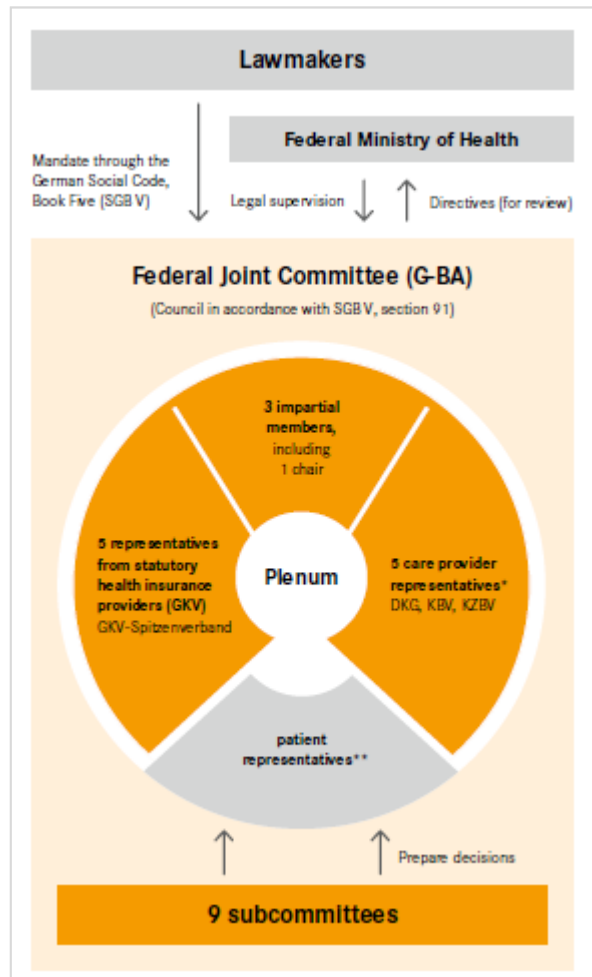 Lawmakers
Federal Ministry of Health
Mandate through the
German Social Code,
Book Five (SGB V)
Legal supervision
Directives (for review)
Federal Joint Committee (G-BA)
(Council in accordance with SGB V, section 91)
3 impartial
members,
including
1 chair
5 representatives
from statutory
health insurance
providers (GKV)
GKV-Spitzenverband
Plenum
5 care provider
representatives*
DKG, KBV, KZBV
patient
representatives**
Prepare decisions
9 subcommittees